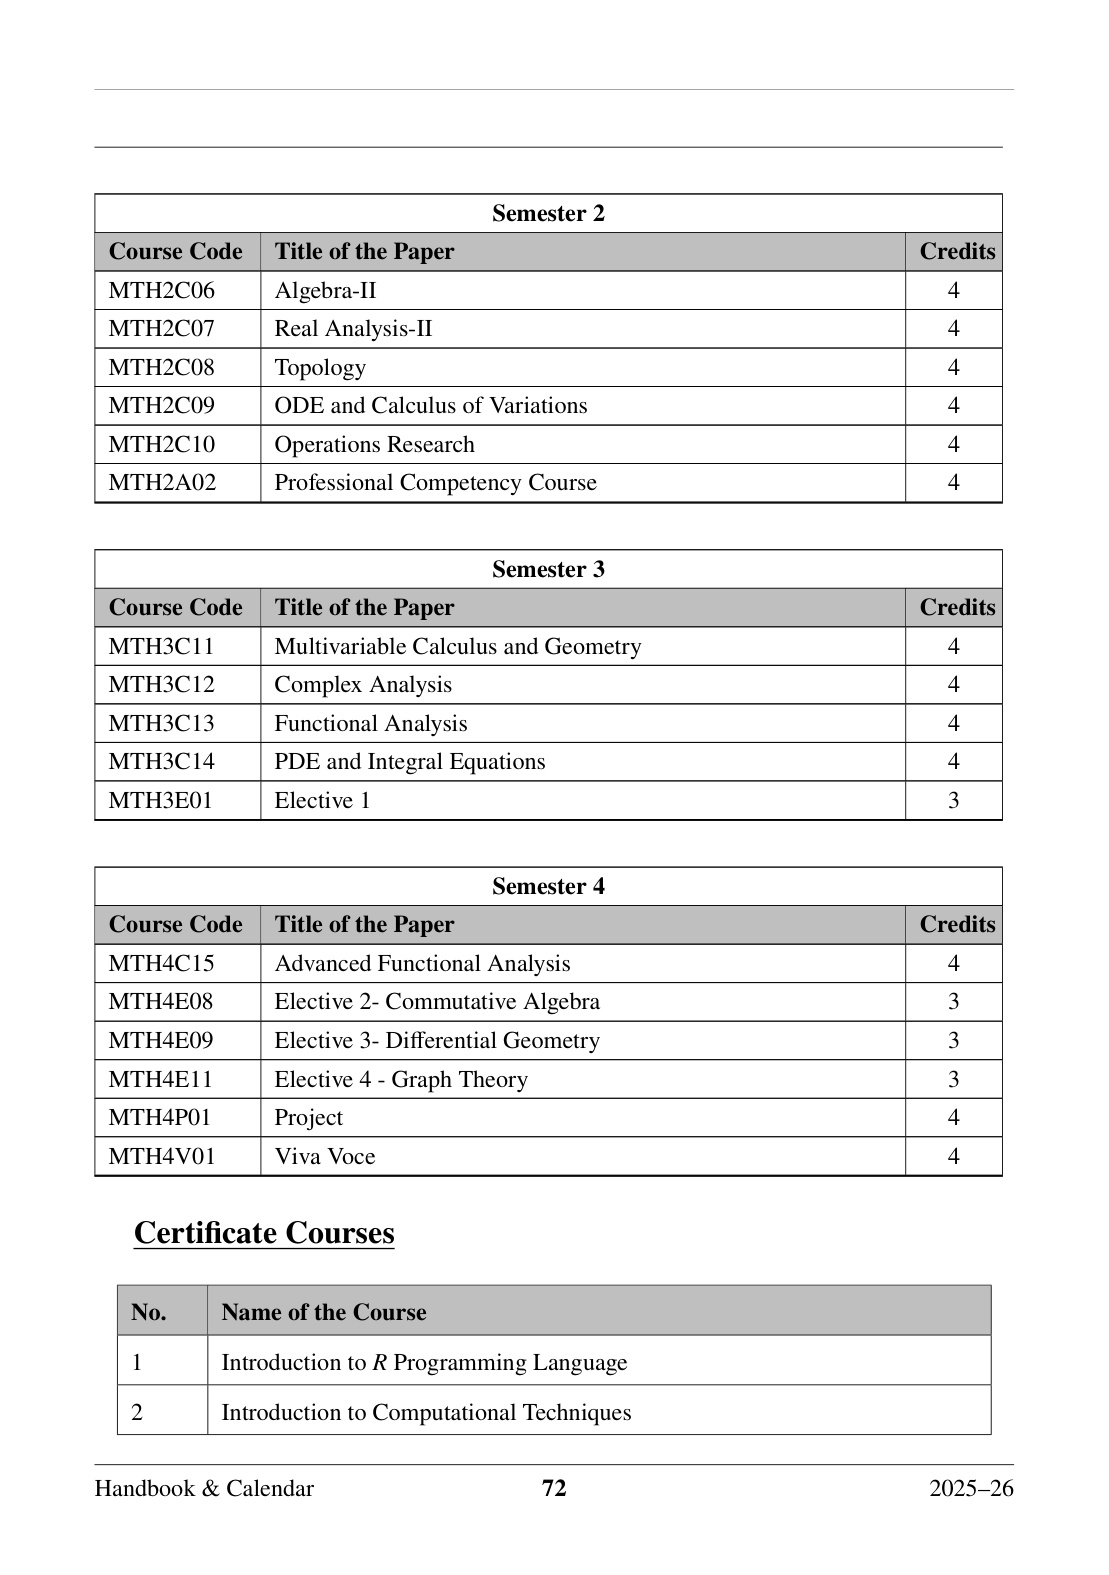 Semester 2
Course Code Title of the Paper Credits
MTH2C06 Algebra-II 4
MTH2C07 Real Analysis-II 4
MTH2C08 Topology 4
MTH2C09 ODE and Calculus of Variations 4
MTH2C10 Operations Research 4
MTH2A02 Professional Competency Course 4
Semester 3
Course Code Title of the Paper Credits
MTH3C11 Multivariable Calculus and Geometry 4
MTH3C12 Complex Analysis 4
MTH3C13 Functional Analysis 4
MTH3C14 PDE and Integral Equations 4
MTH3E01 Elective 1 3
Semester 4
Course Code Title of the Paper Credits
MTH4C15 Advanced Functional Analysis 4
MTH4E08 Elective 2- Commutative Algebra 3
MTH4E09 Elective 3- Differential Geometry 3
MTH4E11 Elective 4 - Graph Theory 3
MTH4P01 Project 4
MTH4V01 Viva Voce 4
Certificate Courses
No. Name of the Course
1 Introduction to R Programming Language
2 Introduction to Computational Techniques
Handbook & Calendar 72 2025–26